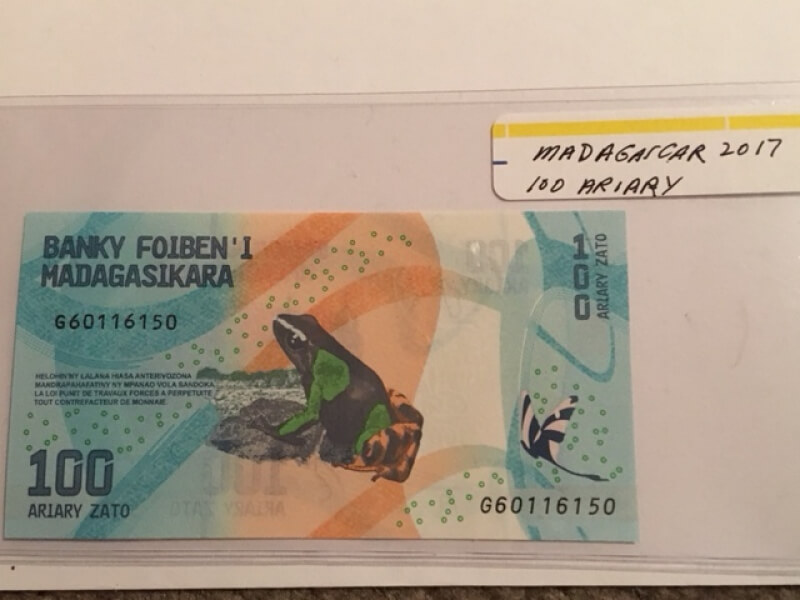 MADAGASCAR 2017
100 ARIARY
BANKY FOIBEN'I
MADAGASIKARA
G60116150
HELOHIN'NY LALANA HIASA ANTERIVOZONA
MANDRAPAHAFATINY NY MPANAO VOLA SANDOKA
LA LOI PUNIT DE TRAVAUX FORCES A PERPETUITE
TOUT CONTREFACTEUR DE MONNAIE.
100
ARIARY ZATO
100
ARIARY ZATO
G60116150